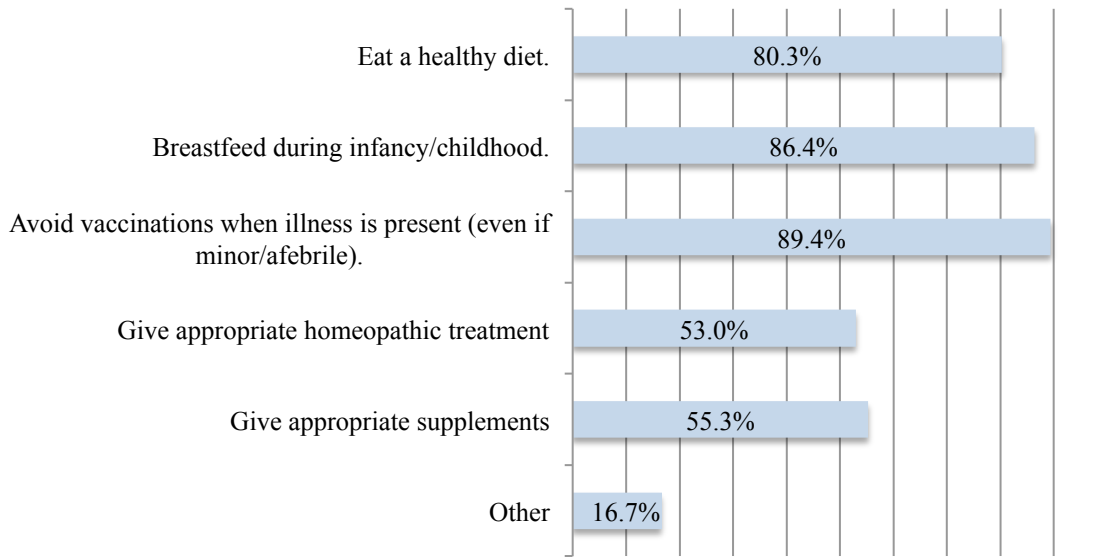 Eat a healthy diet.
80.3%
Breastfeed during infancy/childhood.
86.4%
Avoid vaccinations when illness is present (even if
minor/afebrile).
89.4%
Give appropriate homeopathic treatment
53.0%
Give appropriate supplements
55.3%
Other
16.7%